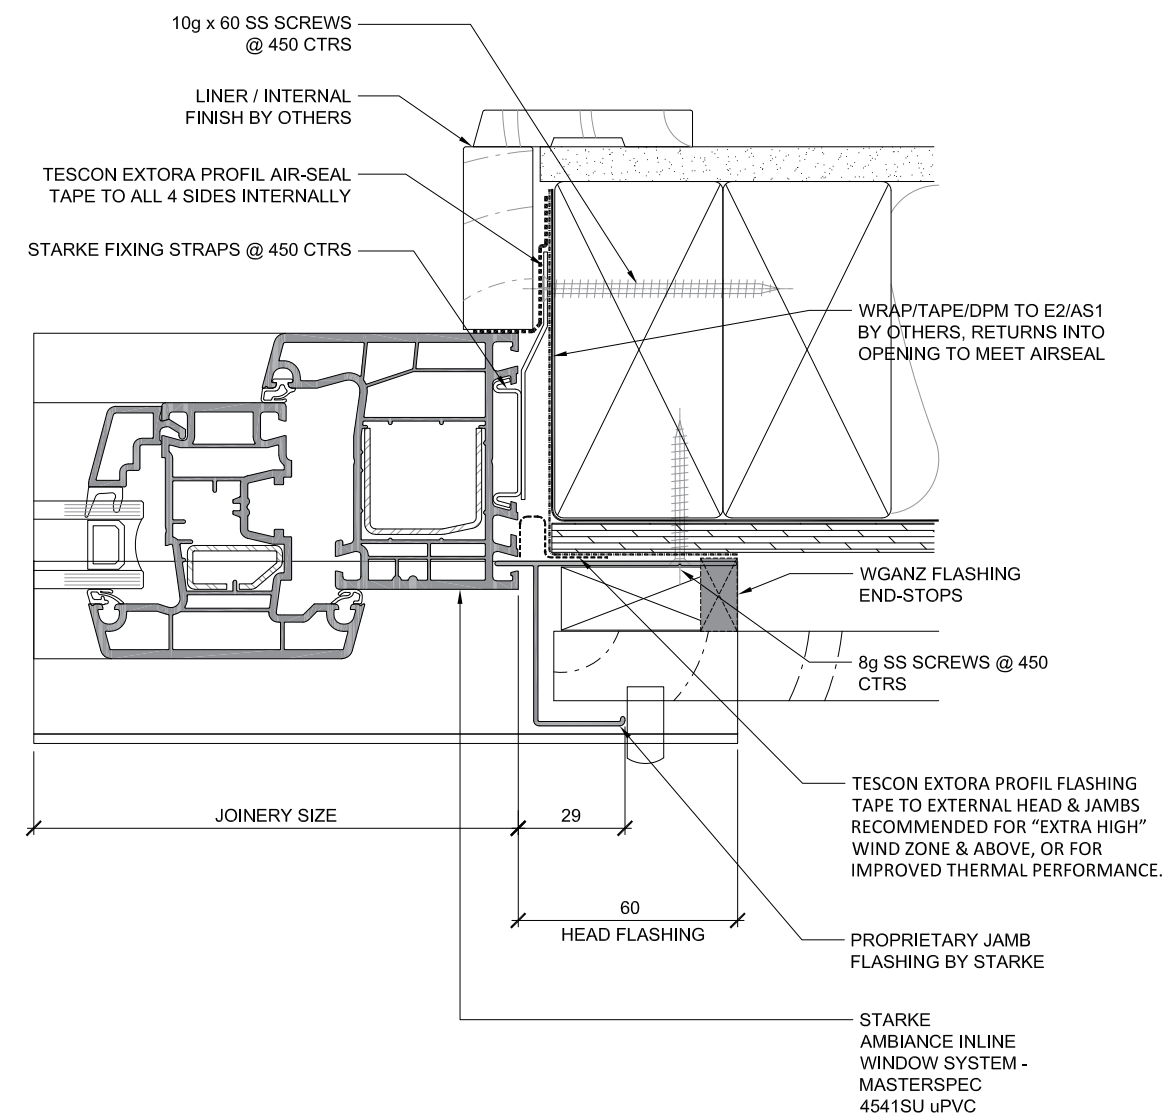 10g x 60 SS SCREWS
@ 450 CTRS
LINER / INTERNAL
FINISH BY OTHERS
TESCON EXTORA PROFIL AIR-SEAL
TAPE TO ALL 4 SIDES INTERNALLY
STARKE FIXING STRAPS @ 450 CTRS
WRAP/TAPE/DPM TO E2/AS1
BY OTHERS, RETURNS INTO
OPENING TO MEET AIRSEAL
WGANZ FLASHING
END-STOPS
8g SS SCREWS @ 450
CTRS
TESCON EXTORA PROFIL FLASHING
TAPE TO EXTERNAL HEAD & JAMBS
RECOMMENDED FOR “EXTRA HIGH”
WIND ZONE & ABOVE, OR FOR
IMPROVED THERMAL PERFORMANCE.
JOINERY SIZE
29
60
HEAD FLASHING
PROPRIETARY JAMB
FLASHING BY STARKE
STARKE
AMBIANCE INLINE
WINDOW SYSTEM -
MASTERSPEC
4541SU uPVC